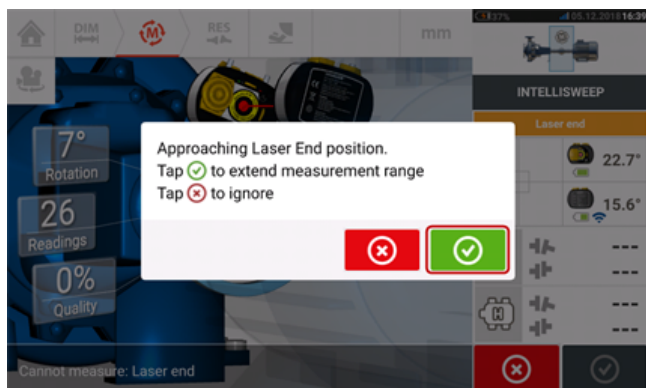 DIM
M
RES
mm
37%
05.12.2018 16:39
INTELLISWEEP
Laser end
22.7°
15.6°
7°
Rotation
26
Readings
0%
Quality
Approaching Laser End position.
Tap to extend measurement range
Tap to ignore
---
---
---
---
Cannot measure: Laser end